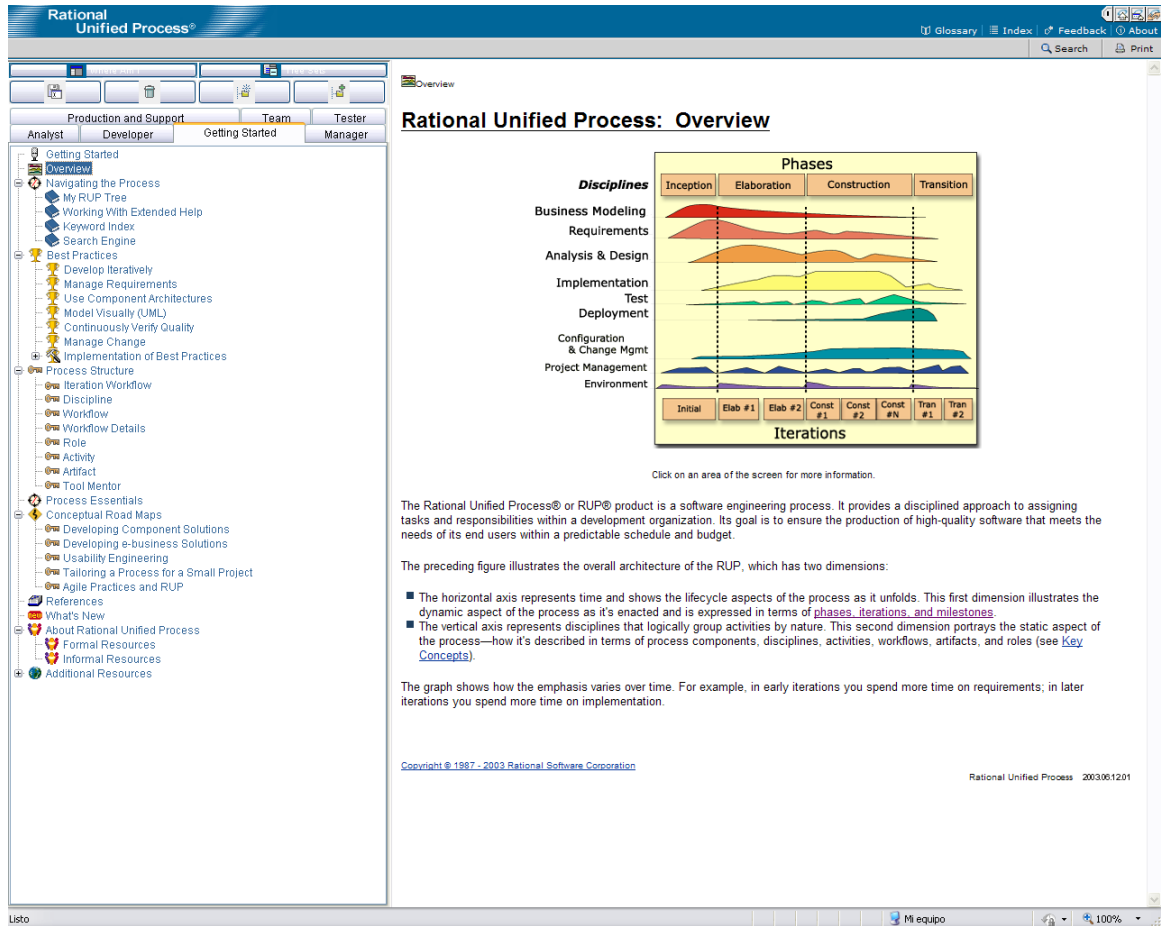 Rational
Unified Process®
Glossary | Index | Feedback | About
Search Print
Production and Support Team Tester
Analyst Developer Getting Started Manager
Getting Started
Overview
Navigating the Process
My RUP Tree
Working With Extended Help
Keyword Index
Search Engine
Best Practices
Develop Iteratively
Manage Requirements
Use Component Architectures
Model Visually (UML)
Continuously Verify Quality
Manage Change
Implementation of Best Practices
Process Structure
Iteration Workflow
Discipline
Workflow
Workflow Details
Role
Activity
Artifact
Tool Mentor
Process Essentials
Conceptual Road Maps
Developing Component Solutions
Developing e-business Solutions
Usability Engineering
Tailoring a Process for a Small Project
Agile Practices and RUP
References
What's New
About Rational Unified Process
Formal Resources
Informal Resources
Additional Resources
Overview
Rational Unified Process: Overview
Phases
Disciplines Inception Elaboration Construction Transition
Business Modeling
Requirements
Analysis & Design
Implementation
Test
Deployment
Configuration
& Change Mgmt
Project Management
Environment
Initial Elab #1 Elab #2 Const #1 Const #2 Const #N Tran #1 Tran #2
Iterations
Click on an area of the screen for more information.
The Rational Unified Process® or RUP® product is a software engineering process. It provides a disciplined approach to assigning
tasks and responsibilities within a development organization. Its goal is to ensure the production of high-quality software that meets the
needs of its end users within a predictable schedule and budget.
The preceding figure illustrates the overall architecture of the RUP, which has two dimensions:
The horizontal axis represents time and shows the lifecycle aspects of the process as it unfolds. This first dimension illustrates the
dynamic aspect of the process as it's enacted and is expressed in terms of phases, iterations, and milestones.
The vertical axis represents disciplines that logically group activities by nature. This second dimension portrays the static aspect of
the process—how it's described in terms of process components, disciplines, activities, workflows, artifacts, and roles (see Key
Concepts).
The graph shows how the emphasis varies over time. For example, in early iterations you spend more time on requirements; in later
iterations you spend more time on implementation.
Copyright © 1987 - 2003 Rational Software Corporation
Rational Unified Process 2003.06.12.01
Listo Mi equipo 100%